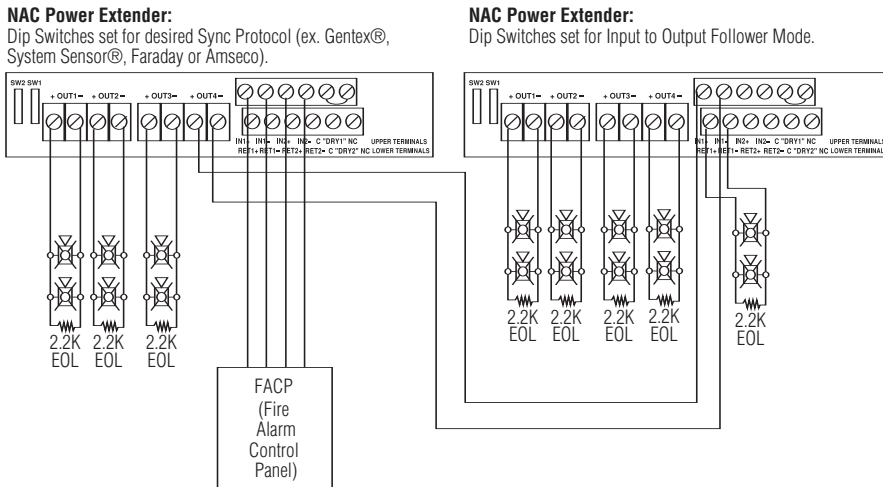 NAC Power Extender:
Dip Switches set for desired Sync Protocol (ex. Gentex®,
System Sensor®, Faraday or Amseco).
NAC Power Extender:
Dip Switches set for Input to Output Follower Mode.
SW2 SW1
+ OUT1− + OUT2 − + OUT3− + OUT4−
IN1+ IN1− IN2+ IN2− C "DRY1" NC UPPER TERMINALS
RET1+ RET1− RET2+ RET2− C "DRY2" NC LOWER TERMINALS
SW2 SW1
+ OUT1− + OUT2 − + OUT3− + OUT4−
IN1+ IN1− IN2+ IN2− C "DRY1" NC UPPER TERMINALS
RET1+ RET1− RET2+ RET2− C "DRY2" NC LOWER TERMINALS
2.2K
EOL
2.2K
EOL
2.2K
EOL
2.2K
EOL
2.2K
EOL
2.2K
EOL
2.2K
EOL
2.2K
EOL
FACP
(Fire
Alarm
Control
Panel)